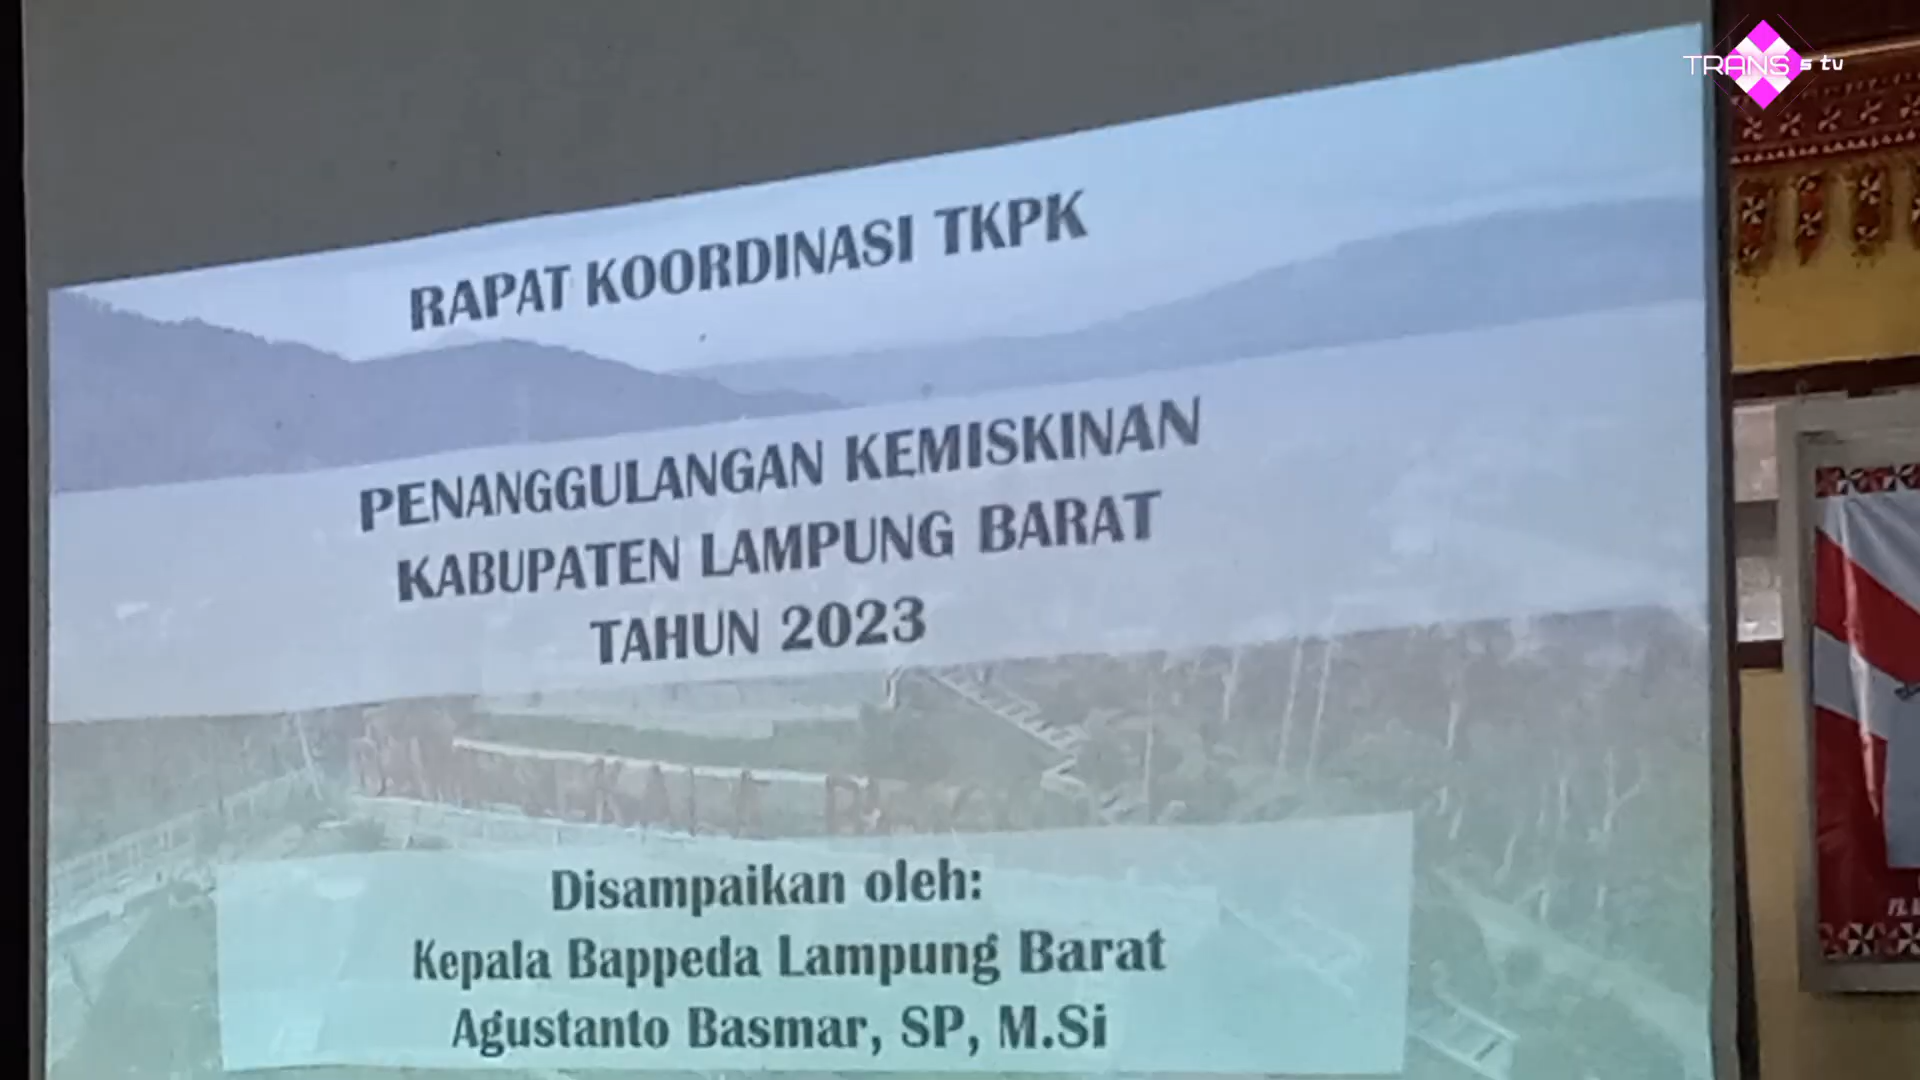 TRANS s tv
RAPAT KOORDINASI TKPK
PENANGGULANGAN KEMISKINAN
KABUPATEN LAMPUNG BARAT
TAHUN 2023
Disampaikan oleh:
Kepala Bappeda Lampung Barat
Agustanto Basmar, SP, M.Si